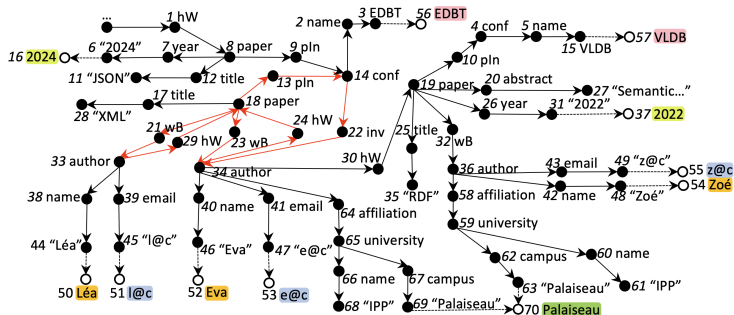 ...
1 hW
2 name
3 EDBT
56 EDBT
4 conf
5 name
15 VLDB
57 VLDB
16 2024
6 “2024”
7 year
8 paper
9 pIn
10 pIn
11 “JSON”
12 title
13 pIn
14 conf
19 paper
20 abstract
27 “Semantic...”
17 title
18 paper
28 “XML”
26 year
31 “2022”
37 2022
21 wB
29 hW
23 wB
24 hW
22 inv
25 title
32 wB
30 hW
33 author
34 author
35 “RDF”
36 author
43 email
49 “z@c”
55 z@c
42 name
48 “Zoé”
54 Zoé
38 name
39 email
40 name
41 email
64 affiliation
58 affiliation
59 university
44 “Léa”
45 “l@c”
46 “Eva”
47 “e@c”
65 university
62 campus
60 name
66 name
67 campus
63 “Palaiseau”
61 “IPP”
50 Léa
51 l@c
52 Eva
53 e@c
68 “IPP”
69 “Palaiseau”
70 Palaiseau